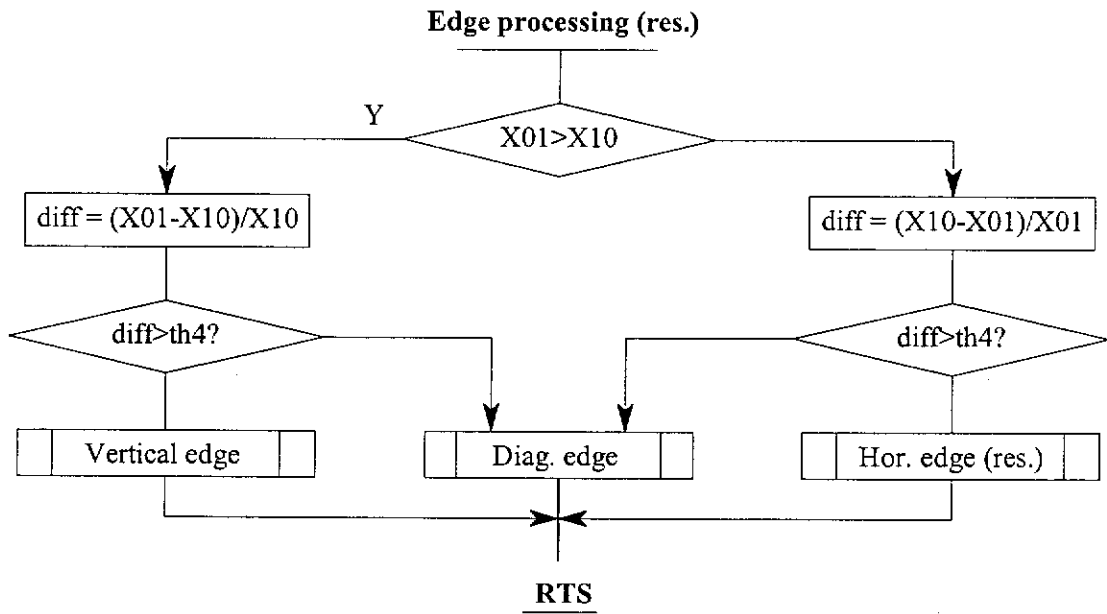 Edge processing (res.)
Y
X01>X10
diff = (X01-X10)/X10
diff = (X10-X01)/X01
diff>th4?
diff>th4?
Vertical edge
Diag. edge
Hor. edge (res.)
RTS